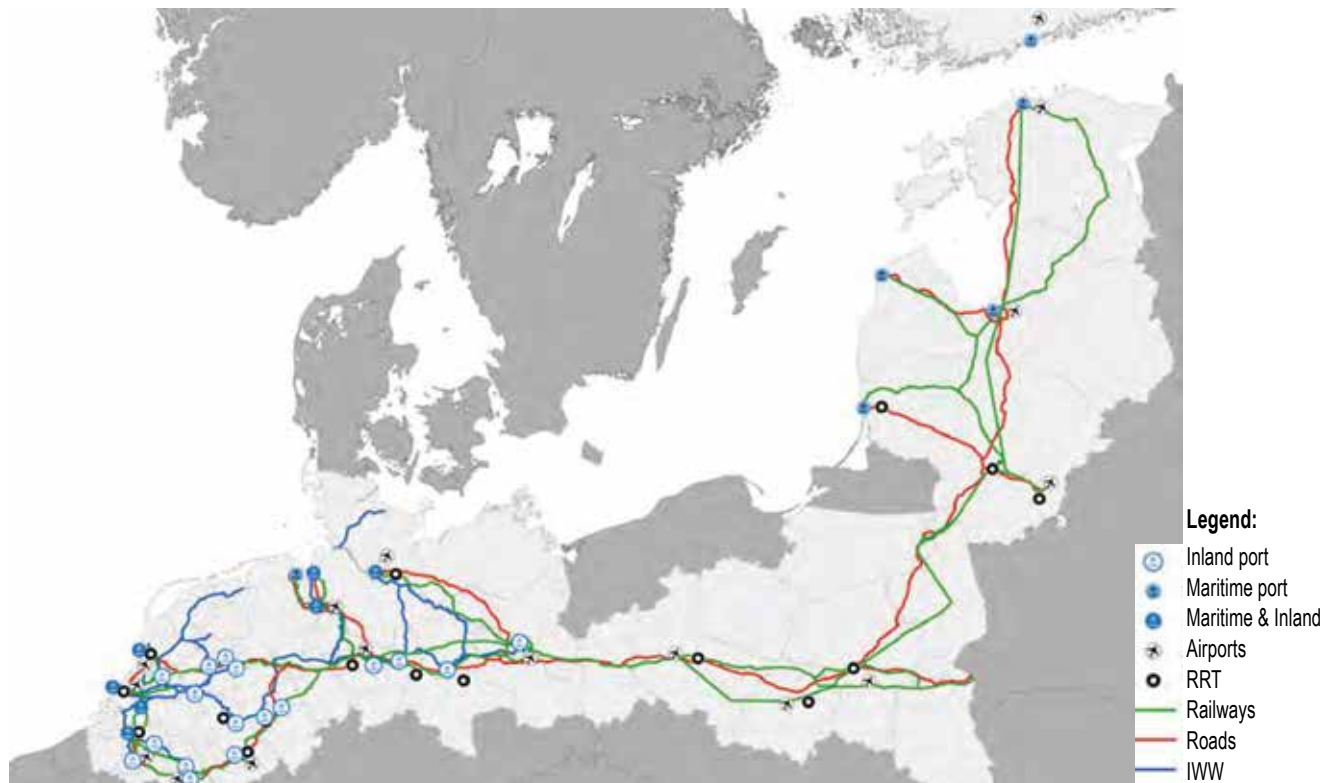 Legend:
Inland port
Maritime port
Maritime & Inland
Airports
RRT
Railways
Roads
IWW